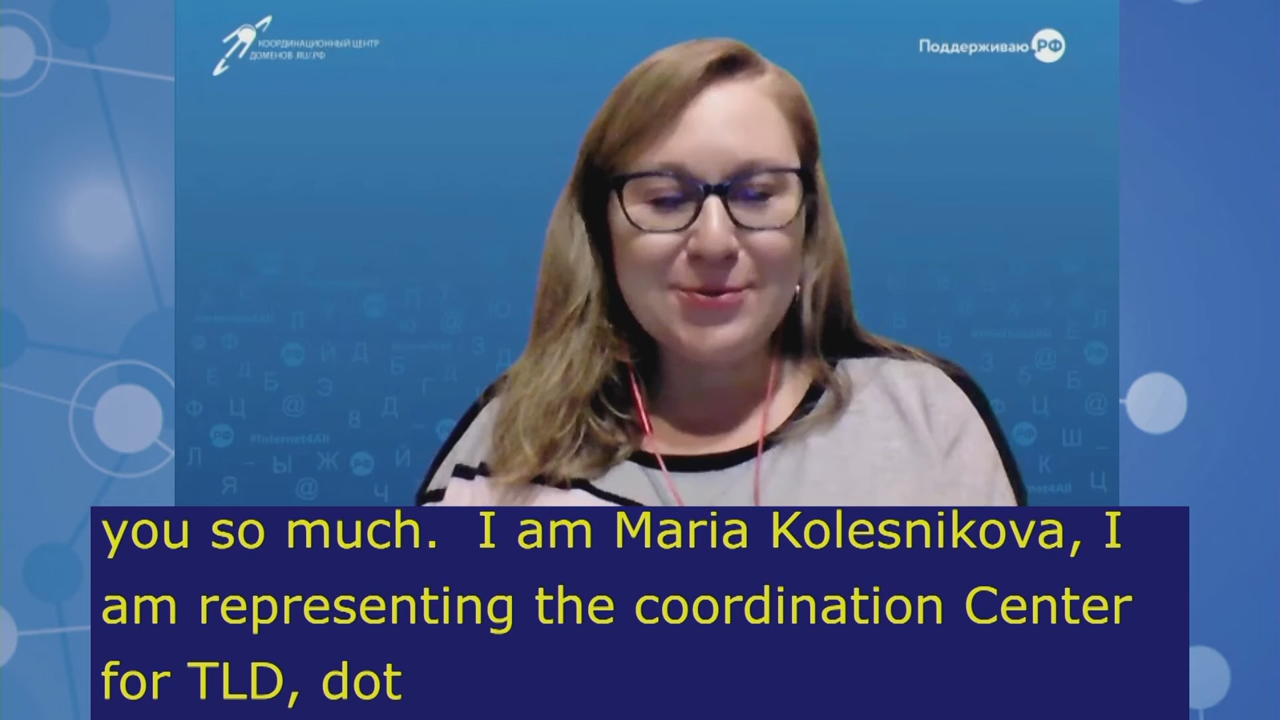 КООРДИНАЦИОННЫЙ ЦЕНТР
ДОМЕНОВ .RU/.РФ
Поддерживаю.РФ
#Internet4All
you so much.  I am Maria Kolesnikova, I
am representing the coordination Center
for TLD, dot